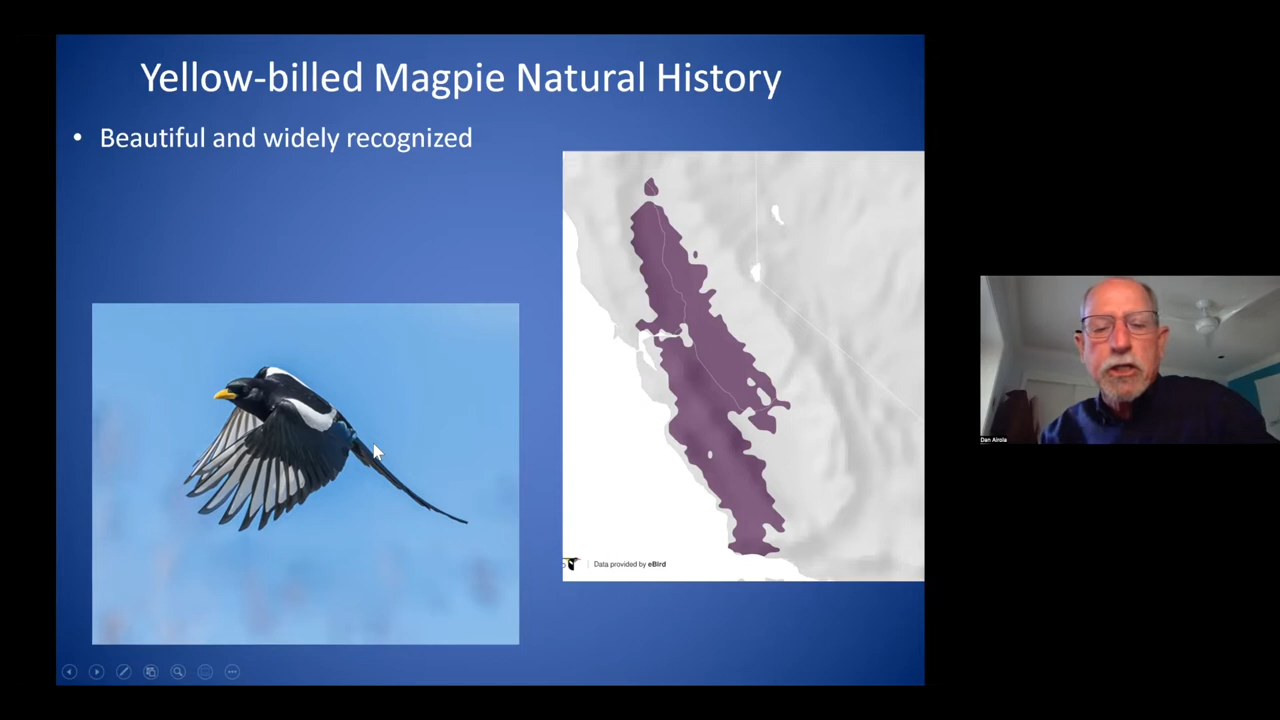 Yellow-billed Magpie Natural History
• Beautiful and widely recognized
Data provided by eBird
Dan Airola